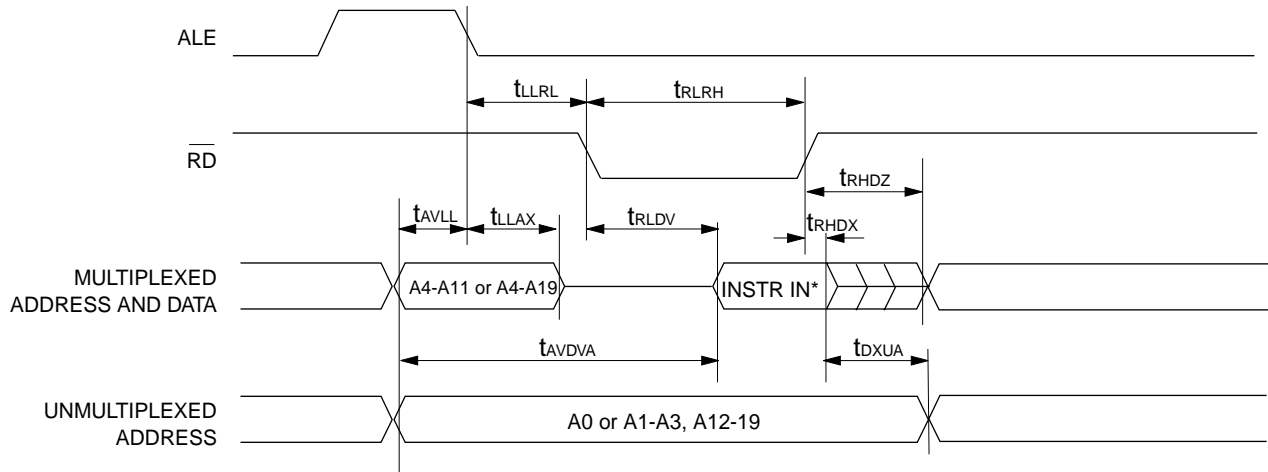 ALE
tLLRL
tRLRH
RD
tRHDZ
tAVLL
tLLAX
tRLDV
tRHDX
MULTIPLEXED
ADDRESS AND DATA
A4-A11 or A4-A19
INSTR IN*
tAVDVA
tDXUA
UNMULTIPLEXED
ADDRESS
A0 or A1-A3, A12-19